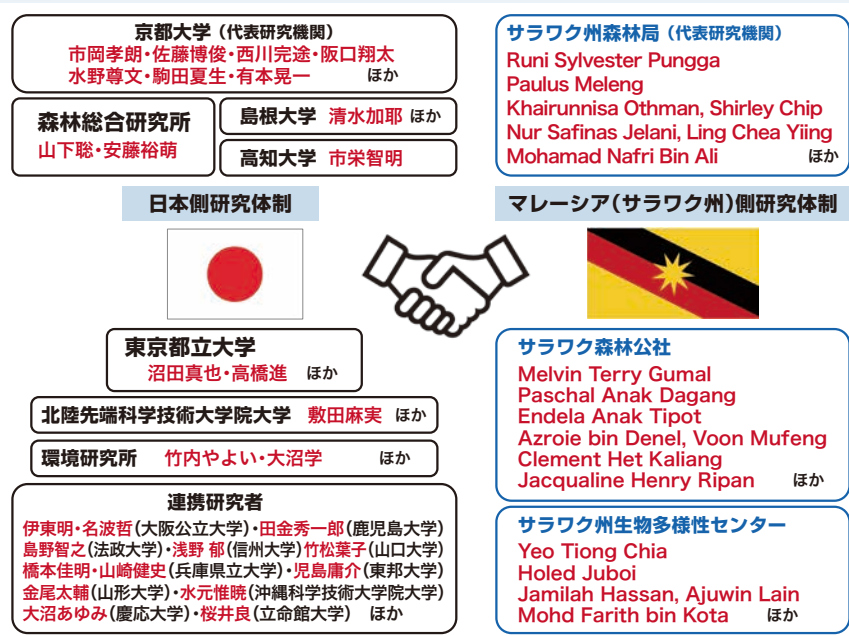 京都大学（代表研究機関）
市岡孝朗・佐藤博俊・西川完途・阪口翔太
水野尊文・駒田夏生・有本晃一　ほか
森林総合研究所
山下聡・安藤裕萌
島根大学　清水加耶 ほか
高知大学　市栄智明
日本側研究体制
東京都立大学
沼田真也・高橋進　ほか
北陸先端科学技術大学院大学　敷田麻実　ほか
環境研究所　竹内やよい・大沼学　ほか
連携研究者
伊東明・名波哲(大阪公立大学)・田金秀一郎(鹿児島大学)
島野智之(法政大学)・浅野 郁(信州大学)竹松葉子(山口大学)
橋本佳明・山崎健史(兵庫県立大学)・児島庸介(東邦大学)
金尾太輔(山形大学)・水元惟暁(沖縄科学技術大学院大学)
大沼あゆみ(慶応大学)・桜井良(立命館大学)　ほか
サラワク州森林局（代表研究機関）
Runi Sylvester Pungga
Paulus Meleng
Khairunnisa Othman, Shirley Chip
Nur Safinas Jelani, Ling Chea Yiing
Mohamad Nafri Bin Ali　ほか
マレーシア（サラワク州）側研究体制
サラワク森林公社
Melvin Terry Gumal
Paschal Anak Dagang
Endela Anak Tipot
Azroie bin Denel, Voon Mufeng
Clement Het Kaliang
Jacqualine Henry Ripan　ほか
サラワク州生物多様性センター
Yeo Tiong Chia
Holed Juboi
Jamilah Hassan, Ajuwin Lain
Mohd Farith bin Kota　ほか